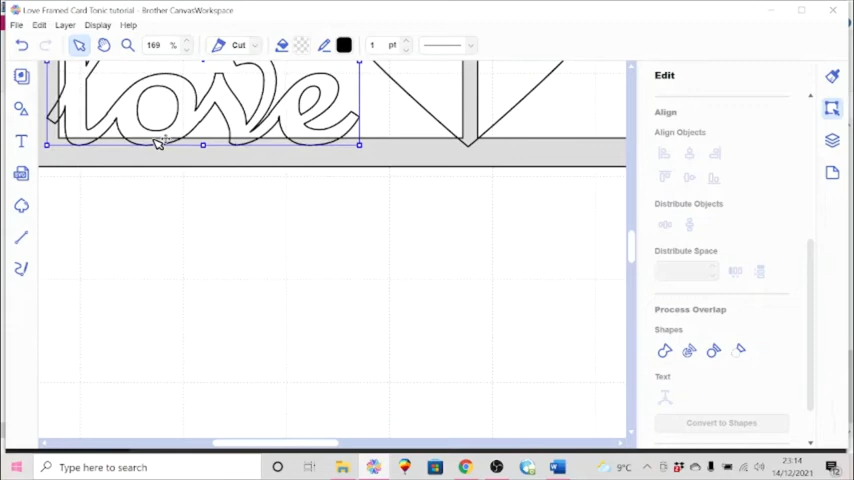 Love Framed Card Tonic tutorial - Brother CanvasWorkspace
File Edit Layer Display Help
169 % Cut 1 pt
love
Edit
Align
Align Objects
Distribute Objects
Distribute Space
Process Overlap
Shapes
Text
Convert to Shapes
Type here to search
9°C
23:14
14/12/2021